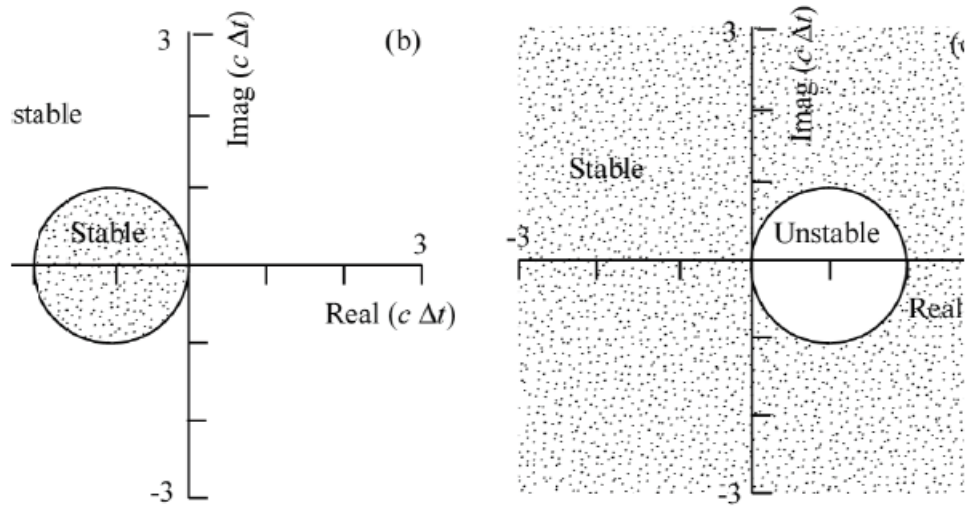 3
Imag (c Δt)
(b)
stable
Stable
3
Real (c Δt)
-3
3
Imag (c Δt)
Stable
-3
Unstable
Real
-3